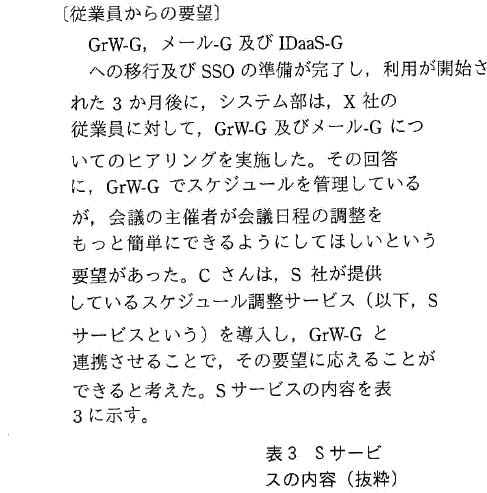 〔従業員からの要望〕
GrW-G，メール-G 及び IDaaS-G
への移行及び SSO の準備が完了し，利用が開始さ
れた 3 か月後に，システム部は，X 社の
従業員に対して，GrW-G 及びメール-G につ
いてのヒアリングを実施した。その回答
に，GrW-G でスケジュールを管理している
が，会議の主催者が会議日程の調整を
もっと簡単にできるようにしてほしいという
要望があった。C さんは，S 社が提供
しているスケジュール調整サービス（以下，S
サービスという）を導入し，GrW-G と
連携させることで，その要望に応えることが
できると考えた。S サービスの内容を表
3 に示す。
表 3　S サービ
スの内容（抜粋）